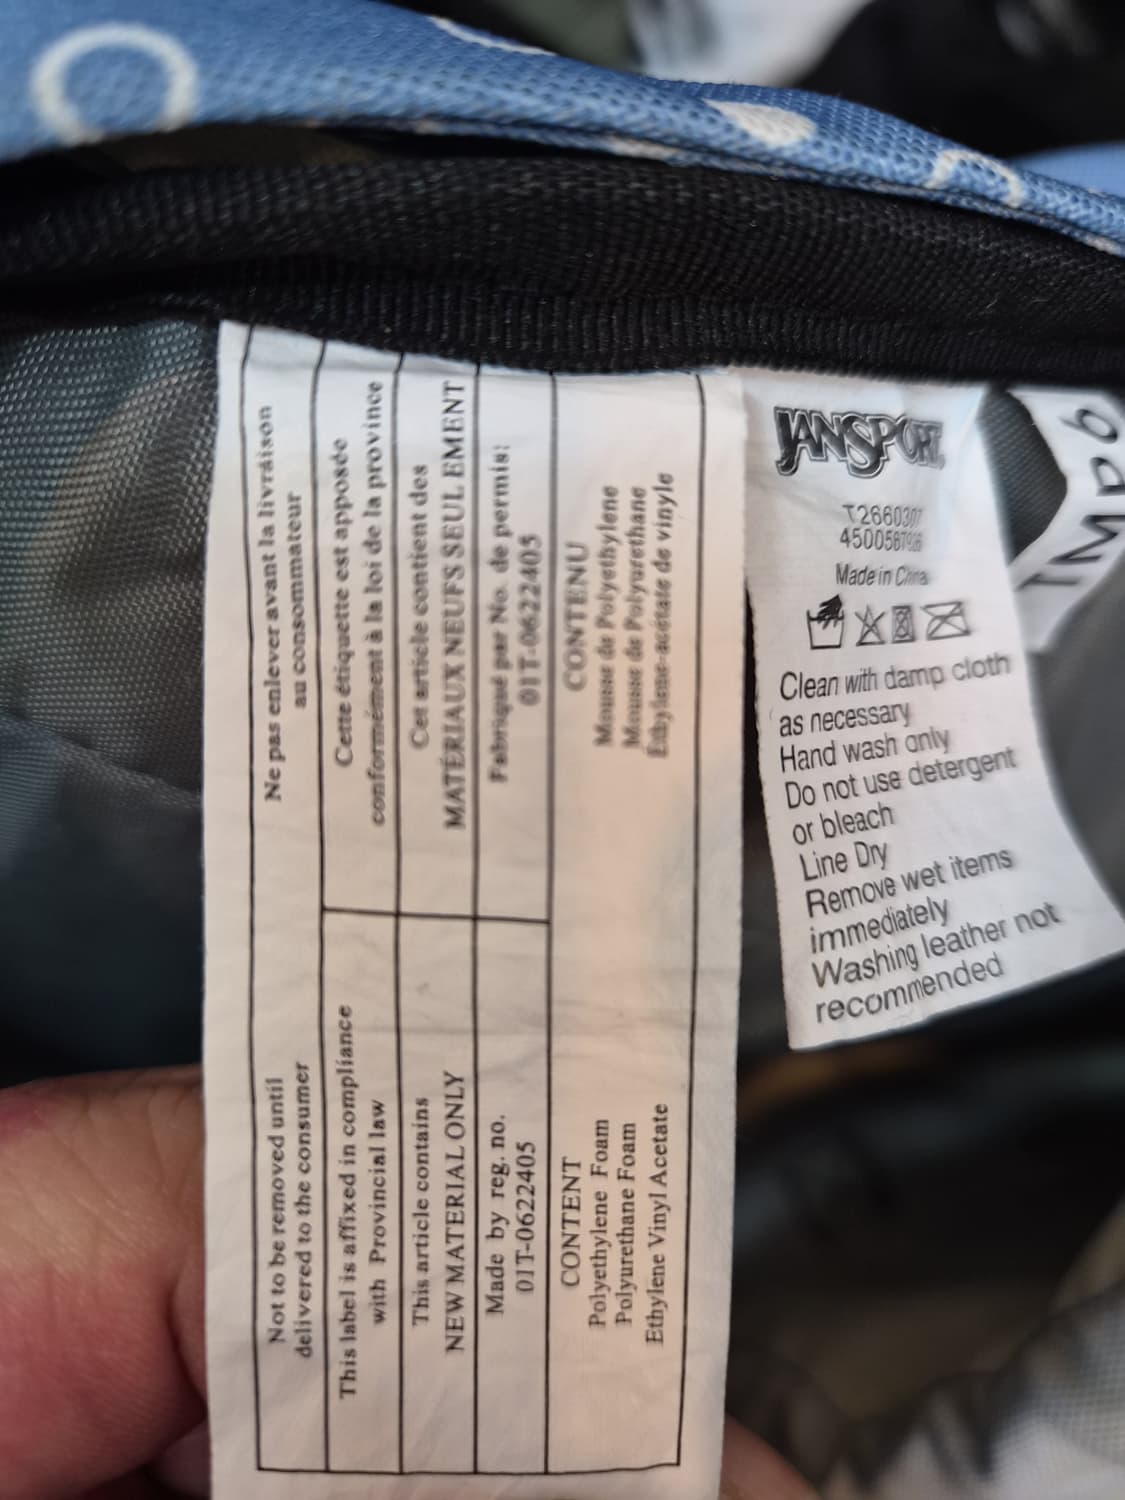 Ne pas enlever avant la livraison
au consommateur
Cette étiquette est apposée
conformément à la loi de la province
Cet article contient des
MATÉRIAUX NEUFS SEULEMENT
Fabriqué par No. de permis:
01T-0622405
CONTENU
Mousse de Polyethylene
Mousse de Polyurethane
Éthylene-acétate de vinyle
Not to be removed until
delivered to the consumer
This label is affixed in compliance
with Provincial law
This article contains
NEW MATERIAL ONLY
Made by reg. no.
01T-0622405
CONTENT
Polyethylene Foam
Polyurethane Foam
Ethylene Vinyl Acetate
JANSPORT
Made in China
Clean with damp cloth
as necessary
Hand wash only
Do not use detergent
or bleach
Line Dry
Remove wet items
immediately
Washing leather not
recommended